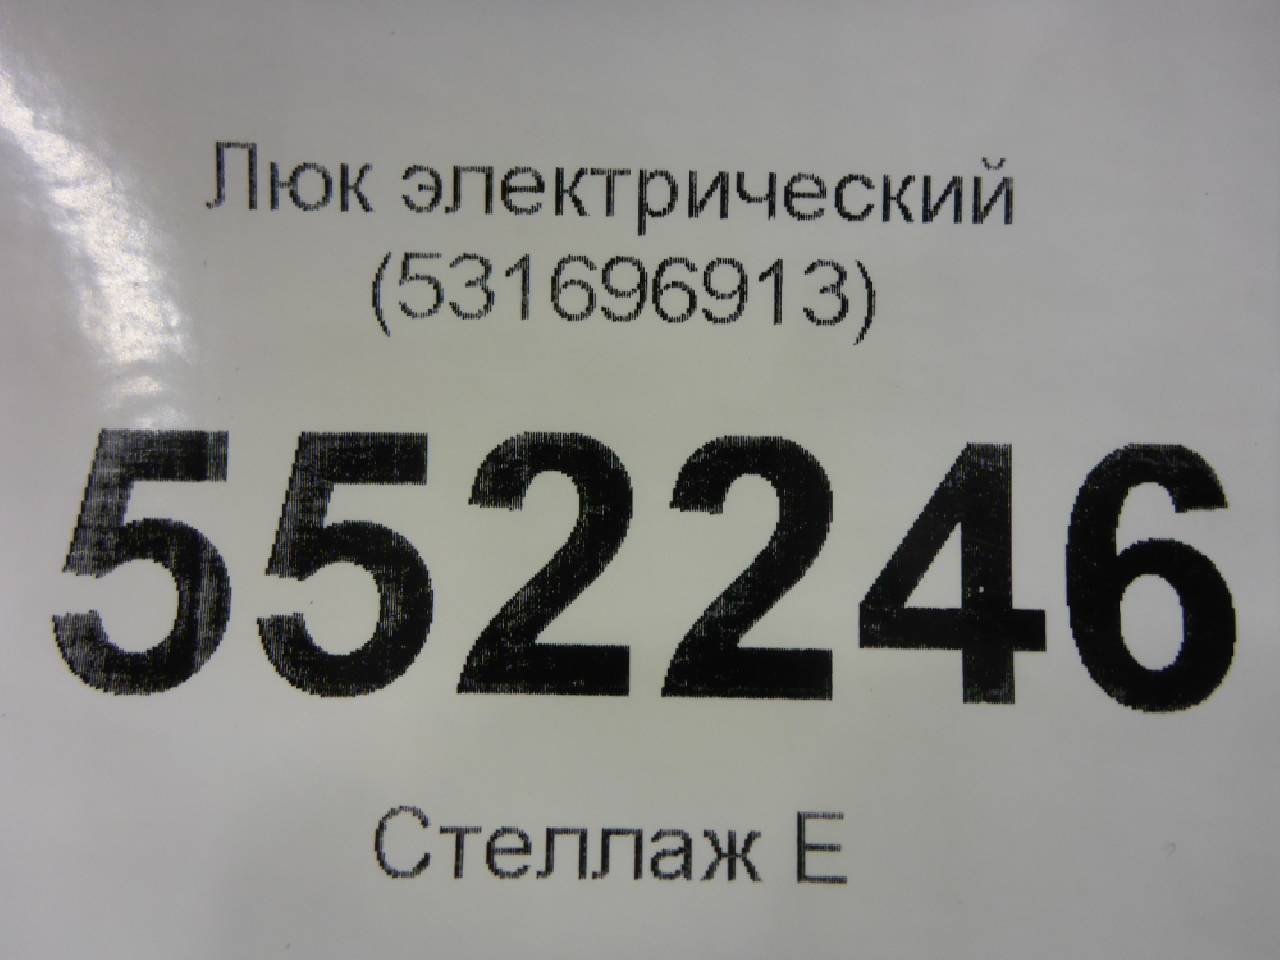 Люк электрический
(531696913)
552246
Стеллаж Е